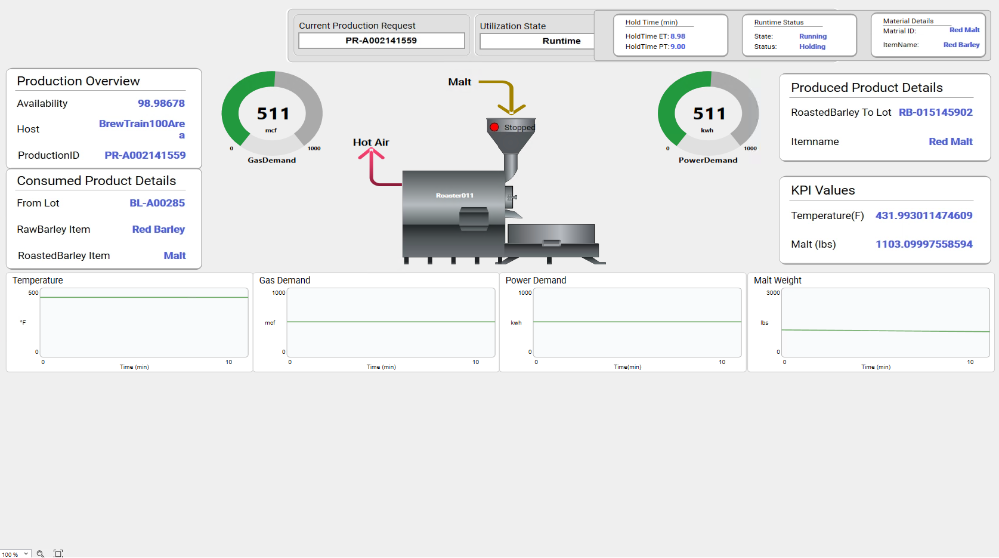 Current Production Request
PR-A002141559
Utilization State
Runtime
Hold Time (min)
HoldTime ET: 8.98
HoldTime PT: 9.00
Runtime Status
State: Running
Status: Holding
Material Details
Matrial ID: Red Malt
ItemName: Red Barley
Production Overview
Availability 98.98678
Host BrewTrain100Are
a
ProductionID PR-A002141559
Consumed Product Details
From Lot BL-A00285
RawBarley Item Red Barley
RoastedBarley Item Malt
511
mcf
0 1000
GasDemand
Malt
Stopped
Hot Air
Roaster011
511
kwh
0 1000
PowerDemand
Produced Product Details
RoastedBarley To Lot RB-015145902
Itemname Red Malt
KPI Values
Temperature(F) 431.993011474609
Malt (lbs) 1103.09997558594
Temperature
500
°F
0
0 10
Time (min)
Gas Demand
1000
mcf
0
0 10
Time (min)
Power Demand
1000
kwh
0
0 10
Time(min)
Malt Weight
3000
lbs
0
0 10
Time (min)
100 %